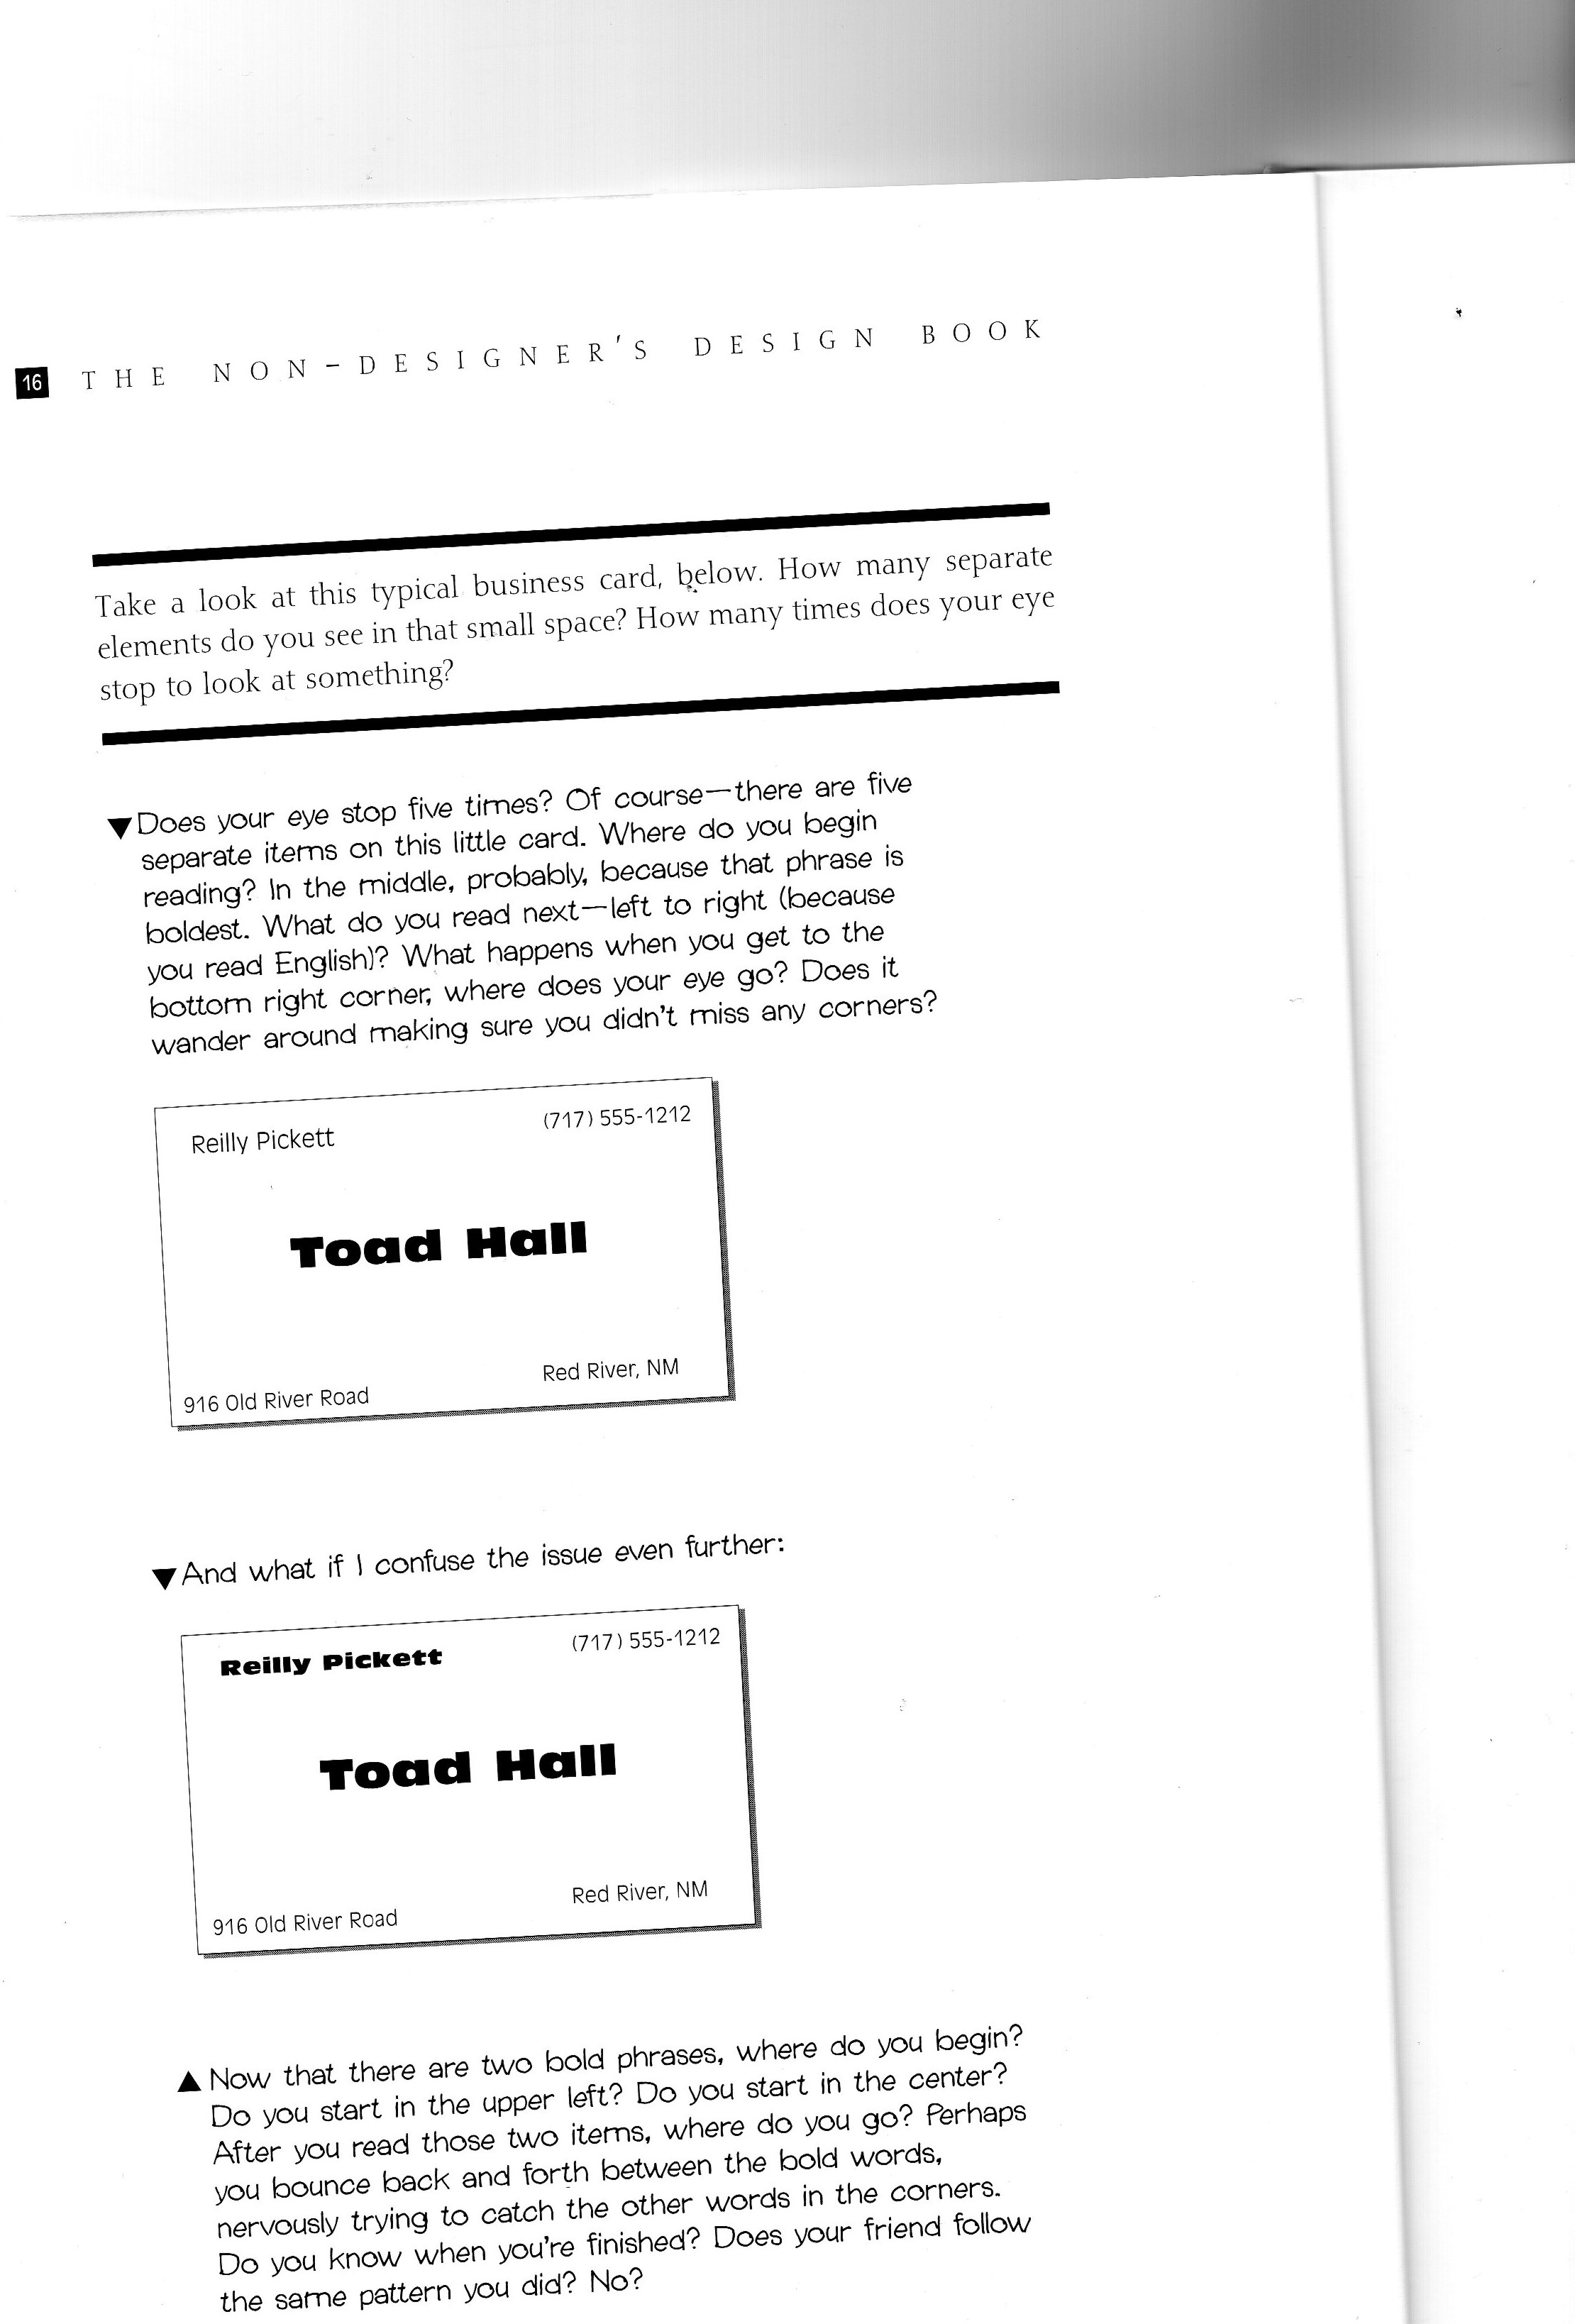 16 THE NON-DESIGNER'S DESIGN BOOK
Take a look at this typical business card, below. How many separate
elements do you see in that small space? How many times does your eye
stop to look at something?
▼Does your eye stop five times? Of course—there are five
separate items on this little card. Where do you begin
reading? In the middle, probably, because that phrase is
boldest. What do you read next—left to right (because
you read English)? What happens when you get to the
bottom right corner, where does your eye go? Does it
wander around making sure you didn't miss any corners?
Reilly Pickett (717) 555-1212
Toad Hall
916 Old River Road Red River, NM
▼And what if I confuse the issue even further:
Reilly Pickett (717) 555-1212
Toad Hall
916 Old River Road Red River, NM
▲Now that there are two bold phrases, where do you begin?
Do you start in the upper left? Do you start in the center?
After you read those two items, where do you go? Perhaps
you bounce back and forth between the bold words,
nervously trying to catch the other words in the corners.
Do you know when you're finished? Does your friend follow
the same pattern you did? No?